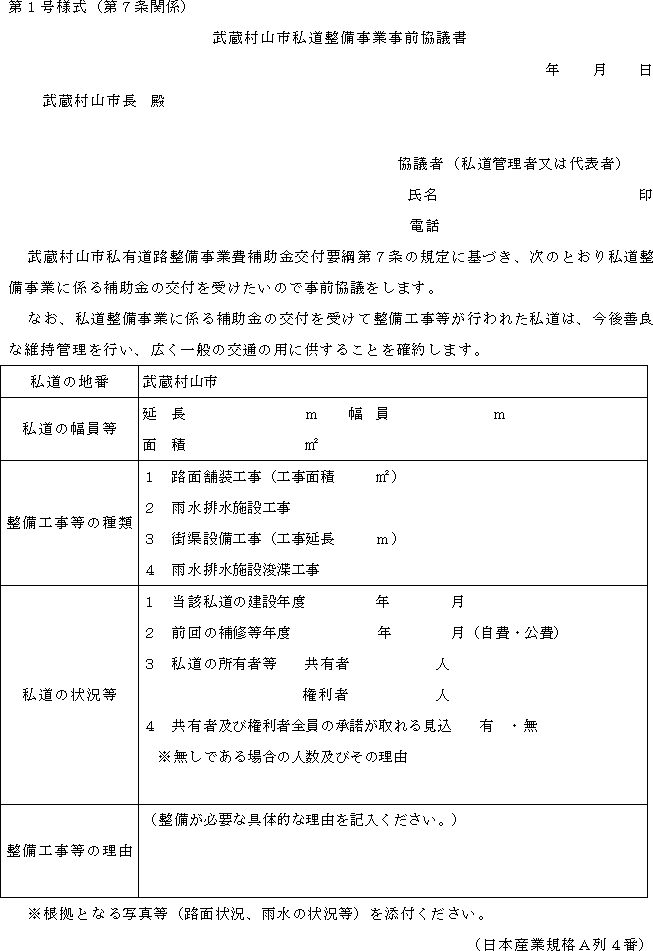 第１号様式（第７条関係）
武蔵村山市私道整備事業事前協議書
年　　月　　日
武蔵村山市長　殿
協議者（私道管理者又は代表者）
氏名　　　　　　　　　　　　　印
電話
武蔵村山市私有道路整備事業費補助金交付要綱第７条の規定に基づき、次のとおり私道整
備事業に係る補助金の交付を受けたいので事前協議をします。
なお、私道整備事業に係る補助金の交付を受けて整備工事等が行われた私道は、今後善良
な維持管理を行い、広く一般の交通の用に供することを確約します。
私道の地番　武蔵村山市
私道の幅員等
延　長　　　　　　　　ｍ　　幅　員　　　　　　　ｍ
面　積　　　　　　　　㎡
整備工事等の種類
１　路面舗装工事（工事面積　　　㎡）
２　雨水排水施設工事
３　街渠設備工事（工事延長　　　ｍ）
４　雨水排水施設浚渫工事
私道の状況等
１　当該私道の建設年度　　　　　年　　　　月
２　前回の補修等年度　　　　　　年　　　　月（自費・公費）
３　私道の所有者等　　共有者　　　　　　人
権利者　　　　　　人
４　共有者及び権利者全員の承諾が取れる見込　　有　・無
※無しである場合の人数及びその理由
整備工事等の理由
（整備が必要な具体的な理由を記入ください。）
※根拠となる写真等（路面状況、雨水の状況等）を添付ください。
（日本産業規格Ａ列４番）